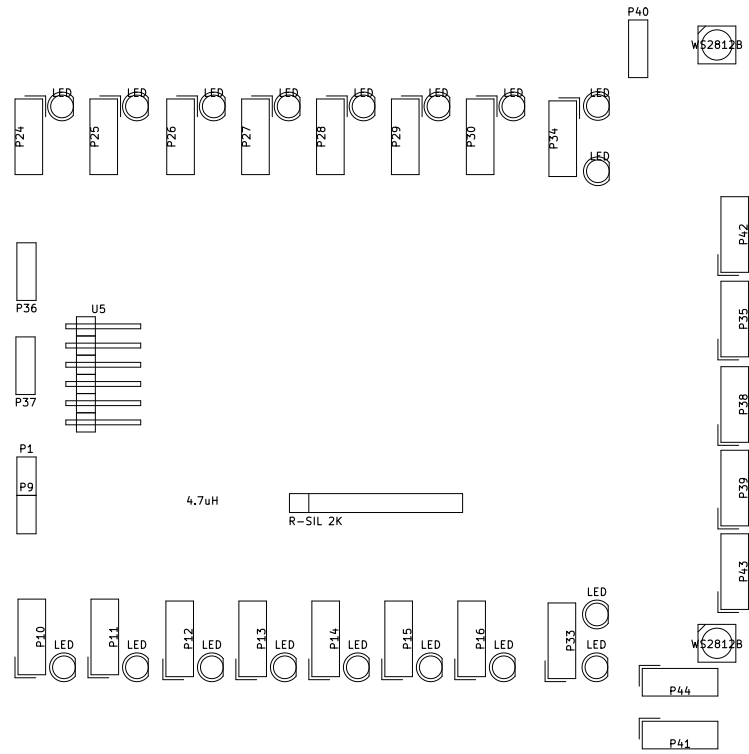 P40
WS2812B
LED LED LED LED LED LED LED LED
P24 P25 P26 P27 P28 P29 P30 P34
LED
P42
P36
U5
P35
P37
P38
P1
P9
4.7uH
R-SIL 2K
P39
P43
LED
P10 P11 P12 P13 P14 P15 P16 P33
LED LED LED LED LED LED LED LED
WS2812B
P44
P41